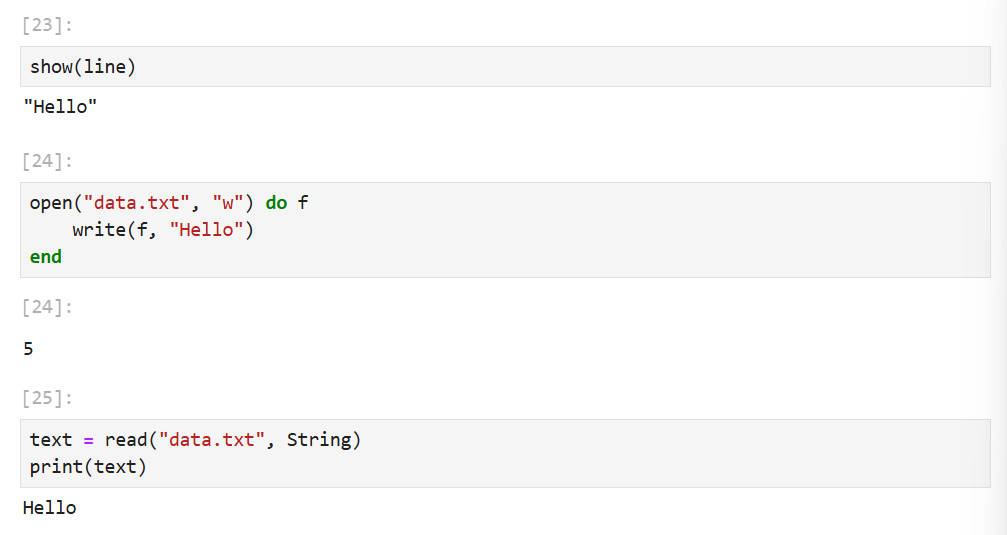 [23]:
show(line)
"Hello"
[24]:
open("data.txt", "w") do f
    write(f, "Hello")
end
[24]:
5
[25]:
text = read("data.txt", String)
print(text)
Hello